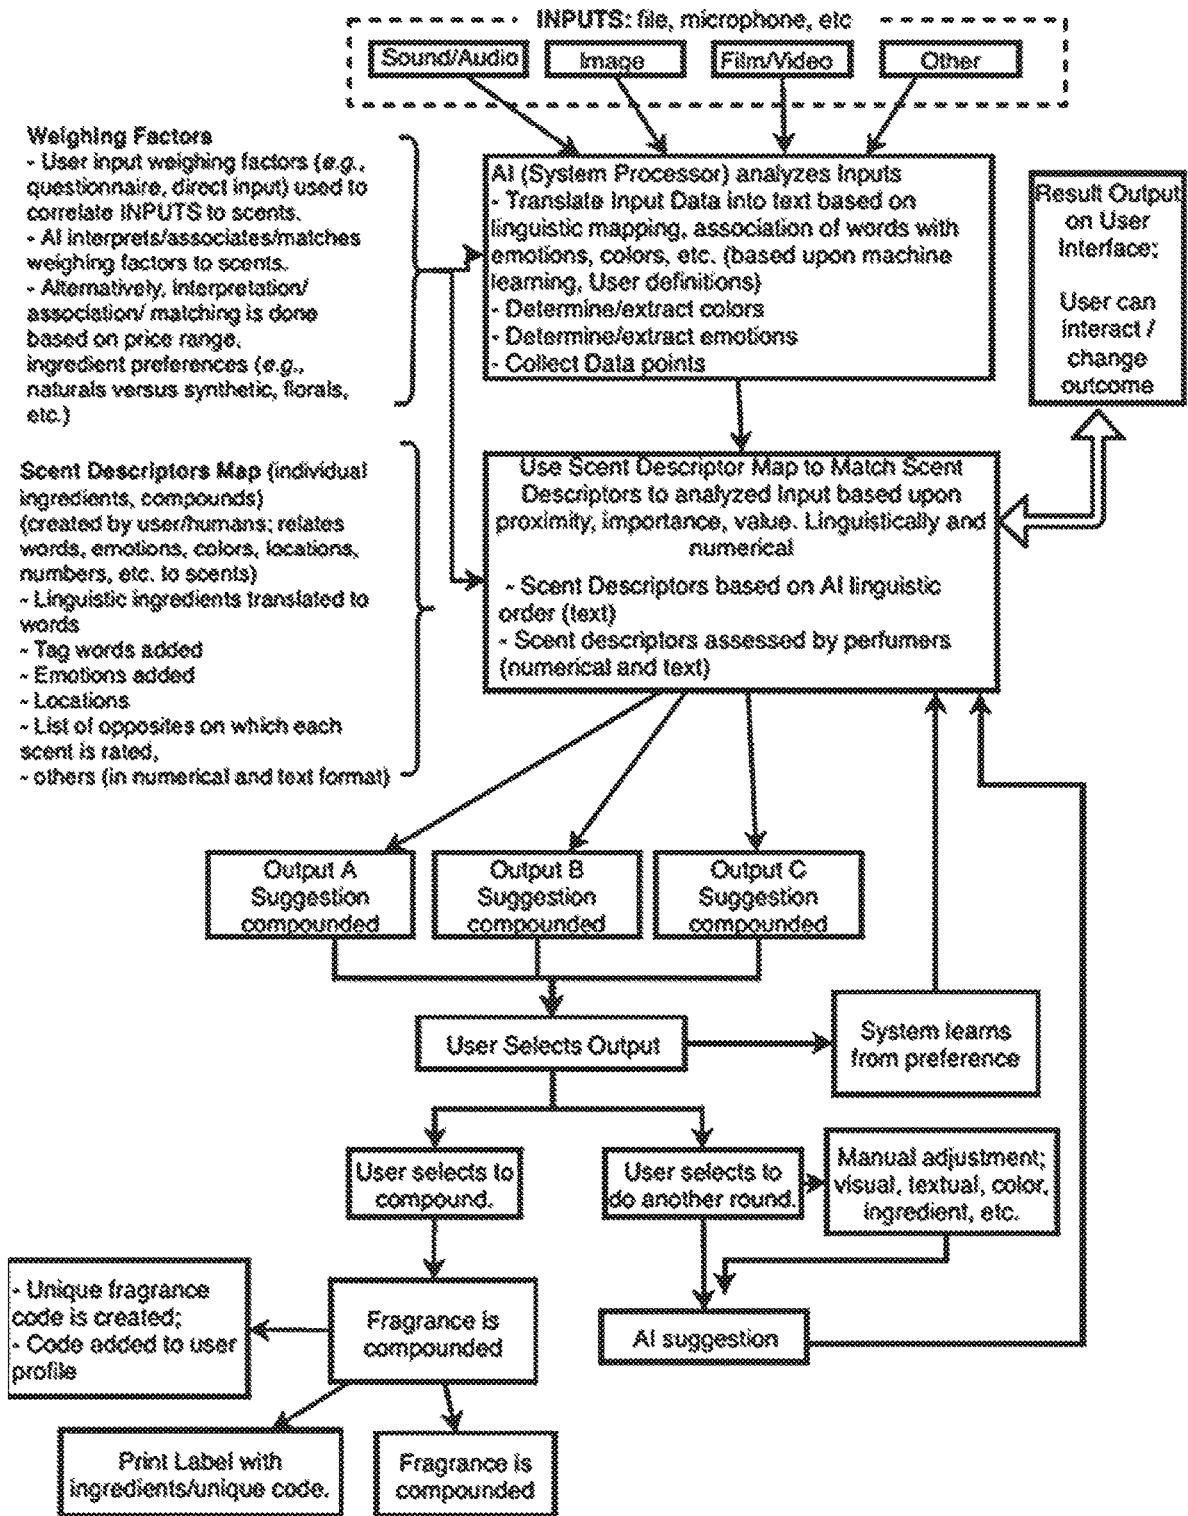 INPUTS: file, microphone, etc
Sound/Audio
Image
Film/Video
Other
Weighing Factors
- User input weighing factors (e.g.,
questionnaire, direct input) used to
correlate INPUTS to scents.
- AI interprets/associates/matches
weighing factors to scents.
- Alternatively, interpretation/
association/ matching is done
based on price range,
ingredient preferences (e.g.,
naturals versus synthetic, florals,
etc.)
AI (System Processor) analyzes Inputs
- Translate Input Data into text based on
linguistic mapping, association of words with
emotions, colors, etc. (based upon machine
learning, User definitions)
- Determine/extract colors
- Determine/extract emotions
- Collect Data points
Result Output
on User
Interface;
User can
interact /
change
outcome
Scent Descriptors Map (individual
ingredients, compounds)
(created by user/humans; relates
words, emotions, colors, locations,
numbers, etc. to scents)
- Linguistic ingredients translated to
words
- Tag words added
- Emotions added
- Locations
- List of opposites on which each
scent is rated,
- others (in numerical and text format)
Use Scent Descriptor Map to Match Scent
Descriptors to analyzed Input based upon
proximity, importance, value. Linguistically and
numerical
- Scent Descriptors based on AI linguistic
order (text)
- Scent descriptors assessed by perfumers
(numerical and text)
Output A
Suggestion
compounded
Output B
Suggestion
compounded
Output C
Suggestion
compounded
User Selects Output
System learns
from preference
User selects to
compound.
User selects to
do another round.
Manual adjustment;
visual, textual, color,
ingredient, etc.
- Unique fragrance
code is created;
- Code added to user
profile
Fragrance is
compounded
AI suggestion
Print Label with
ingredients/unique code.
Fragrance is
compounded